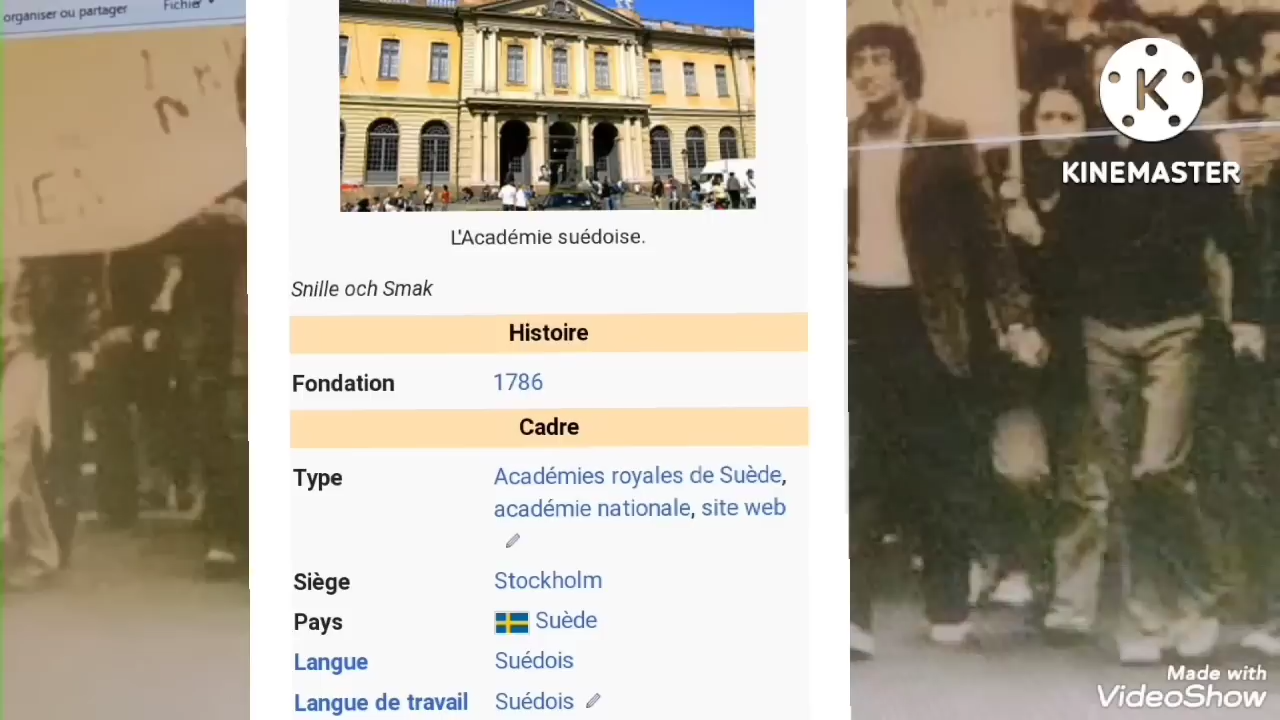 organiser ou partager
Fichier
K
KINEMASTER
L'Académie suédoise.
Snille och Smak
Histoire
Fondation 1786
Cadre
Type Académies royales de Suède,
académie nationale, site web
Siège Stockholm
Pays Suède
Langue Suédois
Langue de travail Suédois
Made with
VideoShow